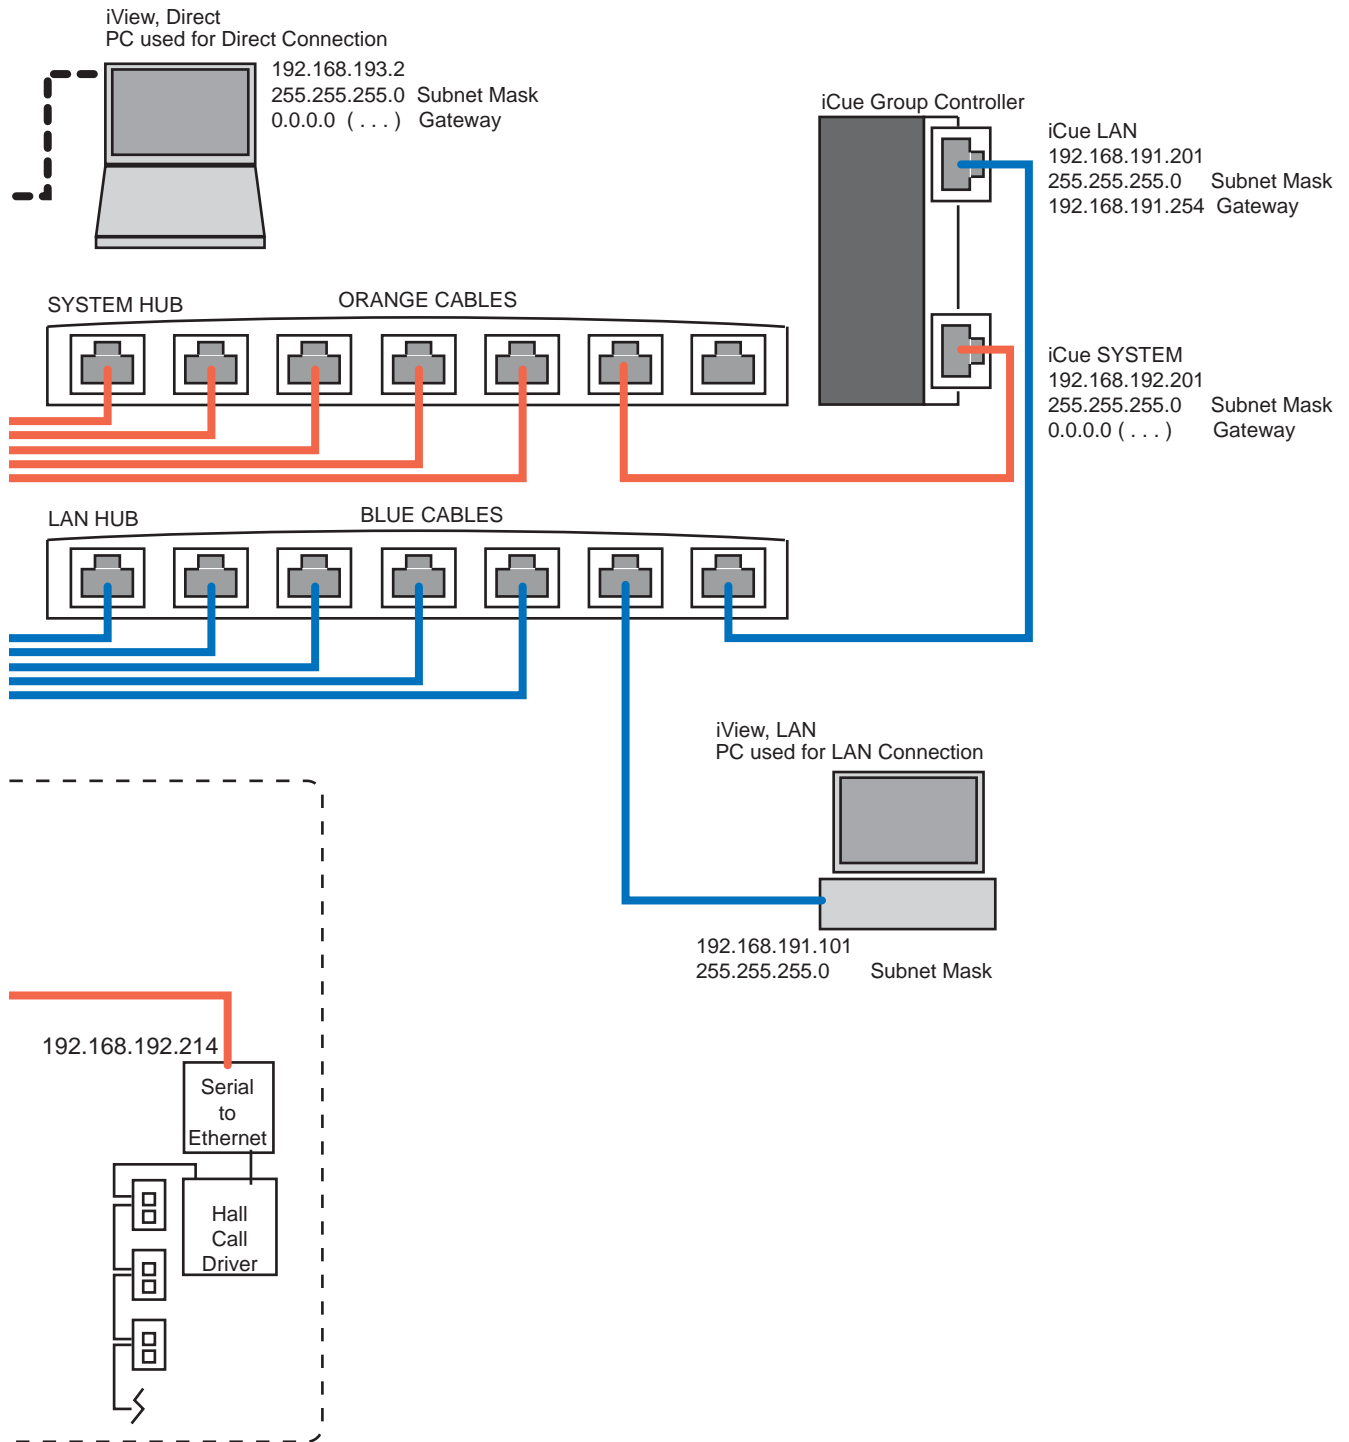 iView, Direct
PC used for Direct Connection
192.168.193.2
255.255.255.0 Subnet Mask
0.0.0.0 ( . . . ) Gateway
iCue Group Controller
iCue LAN
192.168.191.201
255.255.255.0 Subnet Mask
192.168.191.254 Gateway
SYSTEM HUB
ORANGE CABLES
iCue SYSTEM
192.168.192.201
255.255.255.0 Subnet Mask
0.0.0.0 ( . . . ) Gateway
LAN HUB
BLUE CABLES
iView, LAN
PC used for LAN Connection
192.168.191.101
255.255.255.0 Subnet Mask
192.168.192.214
Serial
to
Ethernet
Hall
Call
Driver